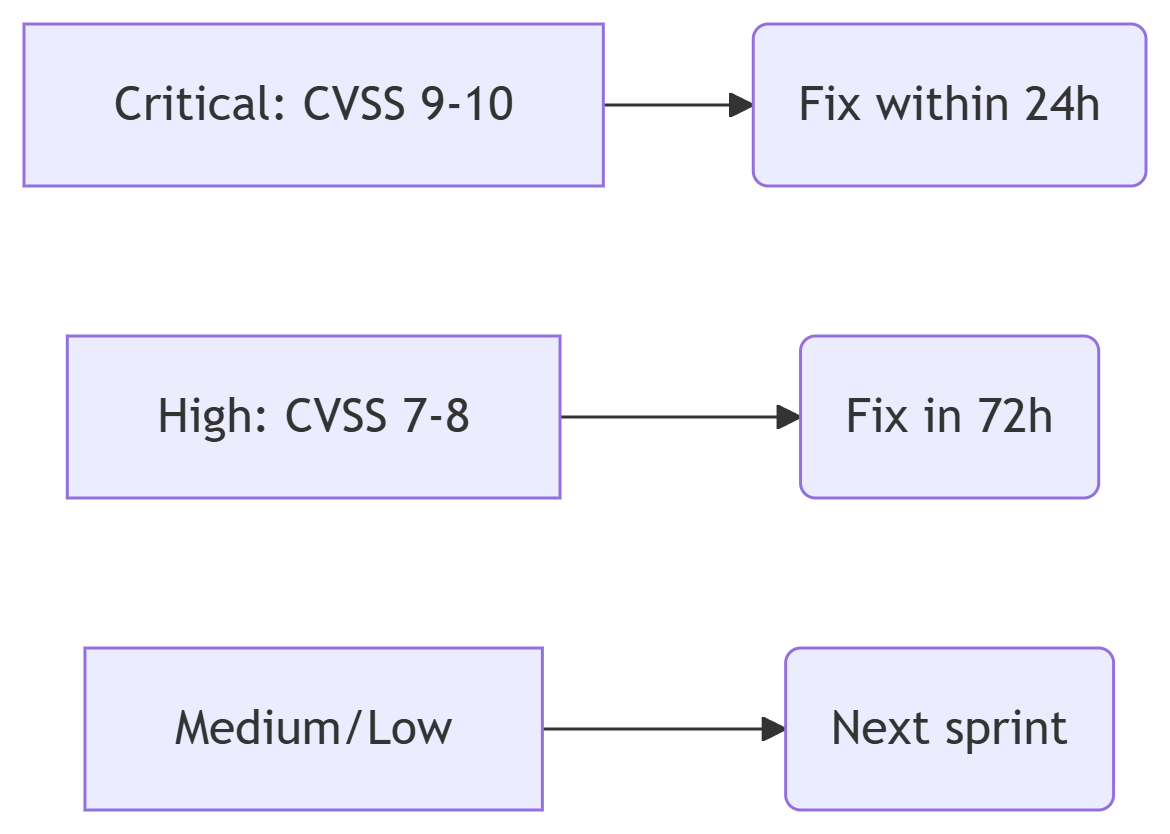 Critical: CVSS 9-10
Fix within 24h
High: CVSS 7-8
Fix in 72h
Medium/Low
Next sprint